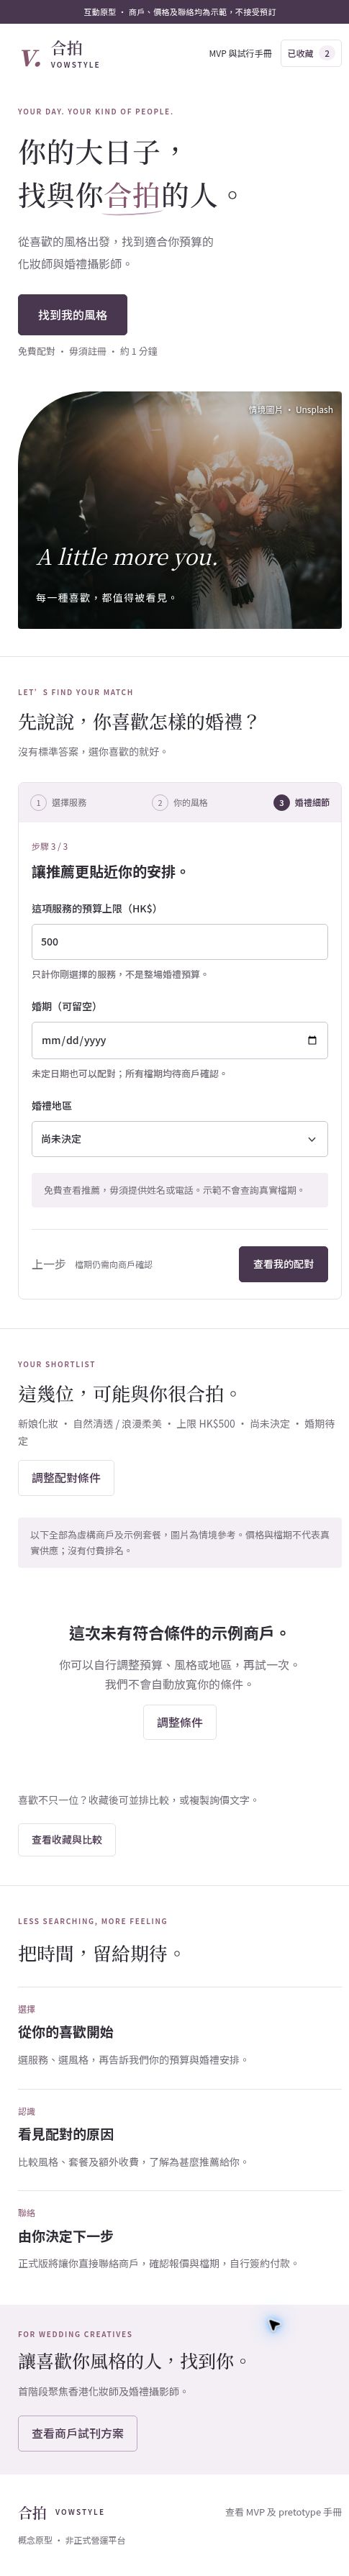 互動原型 ・ 商戶、價格及聯絡均為示範，不接受預訂
V. 合拍
VOWSTYLE
MVP 與試行手冊
已收藏 2
YOUR DAY. YOUR KIND OF PEOPLE.
你的大日子，
找與你合拍的人。
從喜歡的風格出發，找到適合你預算的
化妝師與婚禮攝影師。
找到我的風格
免費配對 ・ 毋須註冊 ・ 約 1 分鐘
情境圖片 ・ Unsplash
A little more you.
每一種喜歡，都值得被看見。
LET'S FIND YOUR MATCH
先說說，你喜歡怎樣的婚禮？
沒有標準答案，選你喜歡的就好。
1 選擇服務
2 你的風格
3 婚禮細節
步驟 3 / 3
讓推薦更貼近你的安排。
這項服務的預算上限（HK$）
500
只計你剛選擇的服務，不是整場婚禮預算。
婚期（可留空）
mm/dd/yyyy
未定日期也可以配對；所有檔期均待商戶確認。
婚禮地區
尚未決定
免費查看推薦，毋須提供姓名或電話。示範不會查詢真實檔期。
上一步
檔期仍需向商戶確認
查看我的配對
YOUR SHORTLIST
這幾位，可能與你很合拍。
新娘化妝 ・ 自然清透 / 浪漫柔美 ・ 上限 HK$500 ・ 尚未決定 ・ 婚期待
定
調整配對條件
以下全部為虛構商戶及示例套餐，圖片為情境參考。價格與檔期不代表真
實供應；沒有付費排名。
這次未有符合條件的示例商戶。
你可以自行調整預算、風格或地區，再試一次。
我們不會自動放寬你的條件。
調整條件
喜歡不只一位？收藏後可並排比較，或複製詢價文字。
查看收藏與比較
LESS SEARCHING, MORE FEELING
把時間，留給期待。
選擇
從你的喜歡開始
選服務、選風格，再告訴我們你的預算與婚禮安排。
認識
看見配對的原因
比較風格、套餐及額外收費，了解為甚麼推薦給你。
聯絡
由你決定下一步
正式版將讓你直接聯絡商戶，確認報價與檔期，自行簽約付款。
FOR WEDDING CREATIVES
讓喜歡你風格的人，找到你。
首階段聚焦香港化妝師及婚禮攝影師。
查看商戶試刊方案
合拍 VOWSTYLE
查看 MVP 及 pretotype 手冊
概念原型 ・ 非正式營運平台